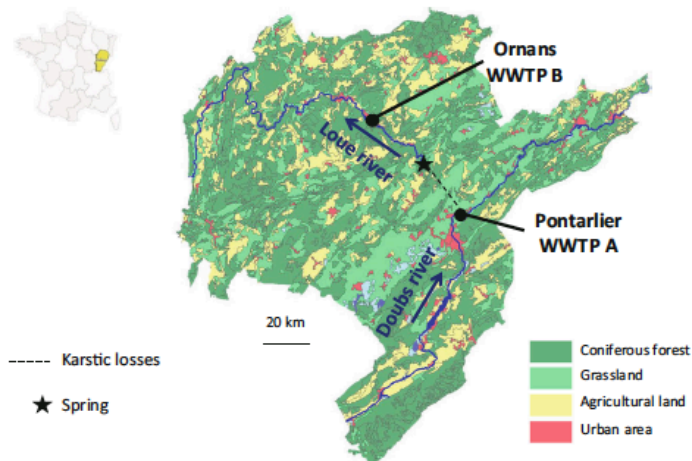 Ornans
WWTP B
Loue river
Pontarlier
WWTP A
Doubs river
20 km
Karstic losses
Spring
Coniferous forest
Grassland
Agricultural land
Urban area